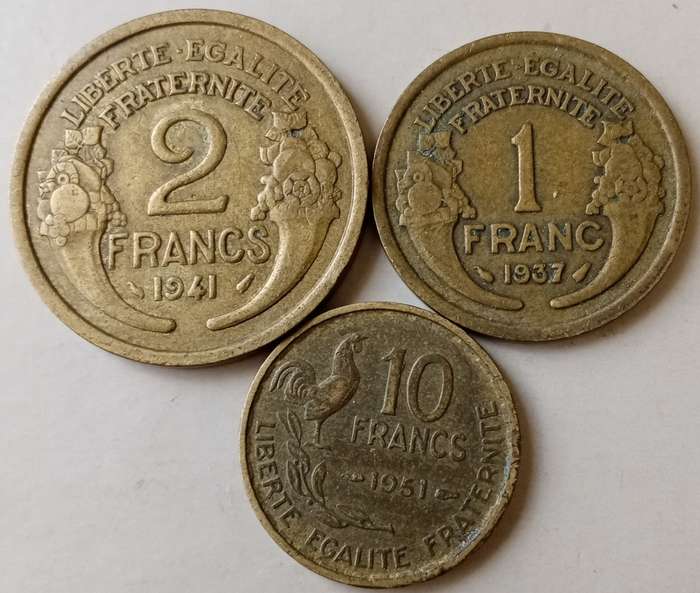 LIBERTE · EGALITE
FRATERNITE
2
FRANCS
1941
LIBERTE · EGALITE
FRATERNITE
1
FRANC
1937
10
FRANCS
1951
LIBERTE EGALITE FRATERNITE